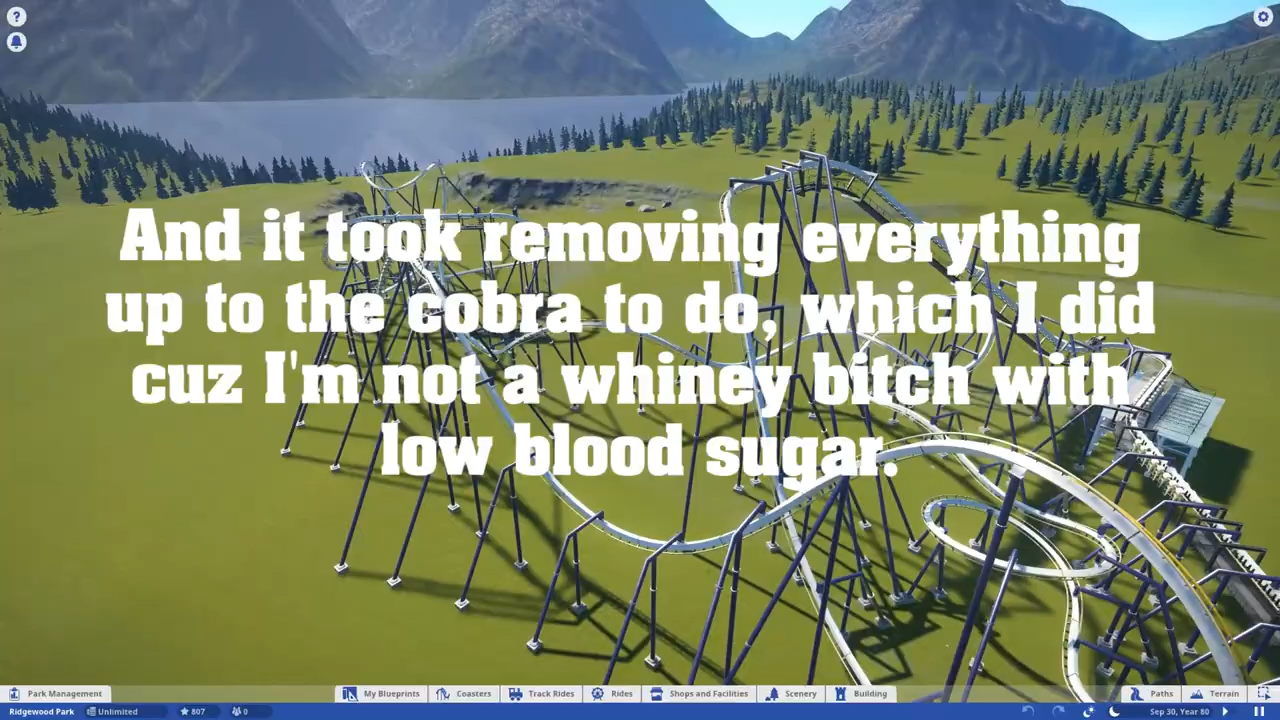 And it took removing everything
up to the cobra to do, which I did
cuz I'm not a whiney bitch with
low blood sugar.
Park Management
My Blueprints
Coasters
Track Rides
Rides
Shops and Facilities
Scenery
Building
Paths
Terrain
Ridgewood Park
Unlimited
807
0
Sep 30, Year 80